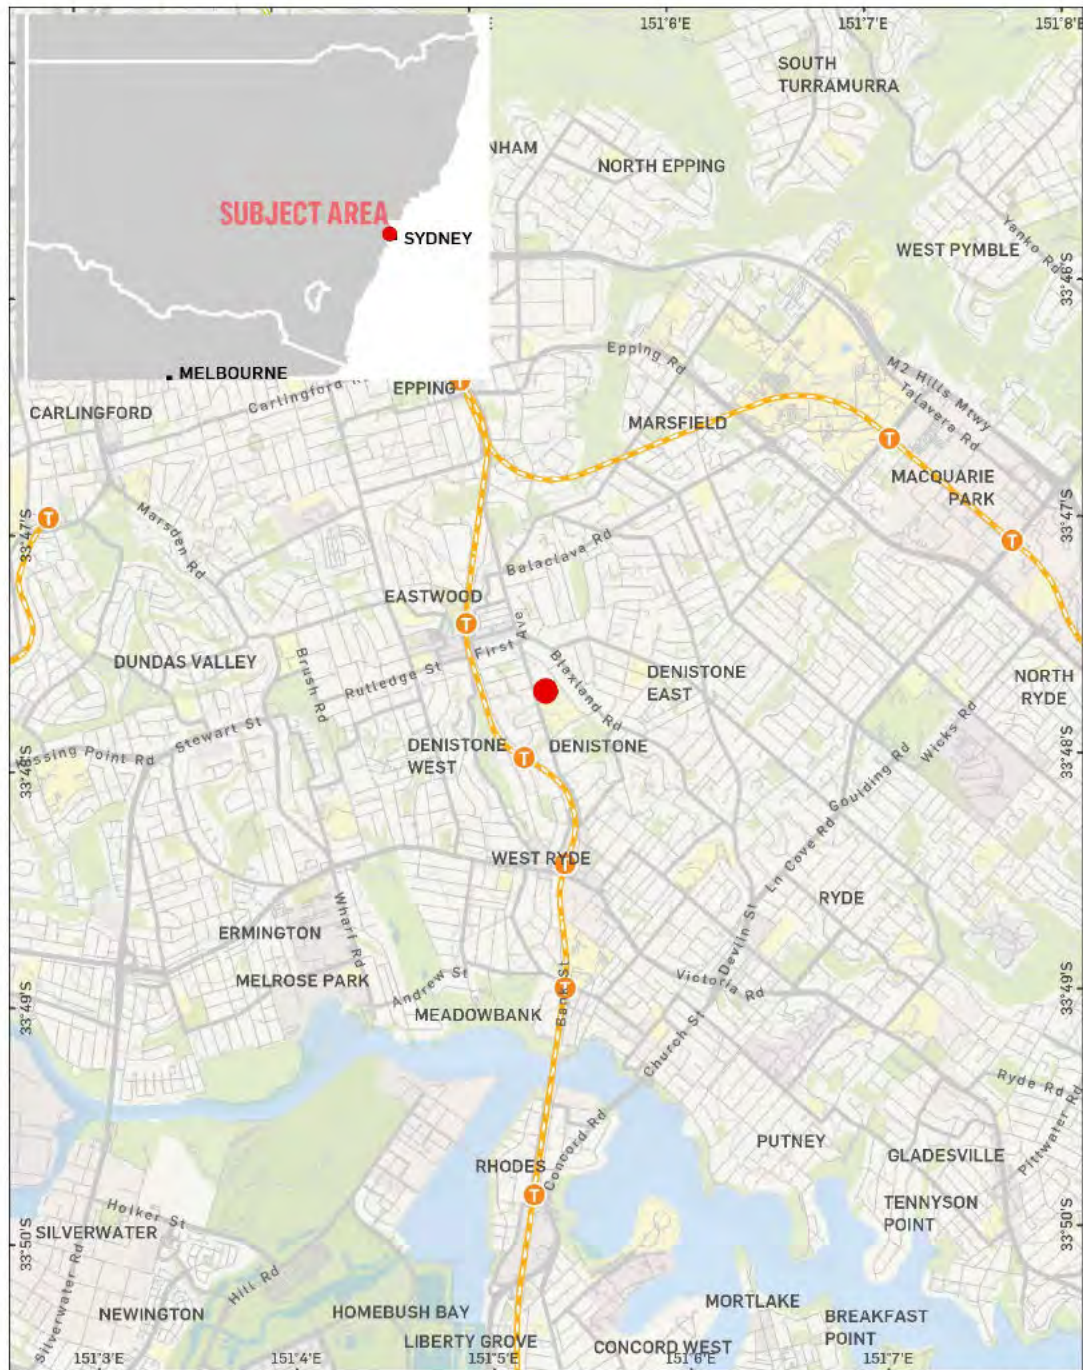 151°6'E
151°7'E
151°8'E
SOUTH
TURRAMURRA
NHAM
NORTH EPPING
SUBJECT AREA
SYDNEY
Yanko Rd
WEST PYMBLE
33°46'S
Epping Rd
MELBOURNE
M2 Hills Mtwy
Talavera Rd
EPPING
CARLINGFORD
MARSFIELD
T
MACQUARIE
PARK
T
33°47'S
Marsden Rd
T
33°47'S
Balaclava Rd
EASTWOOD
T
First
Ave
DUNDAS VALLEY
Brush Rd
Rutledge St
Blaxland Rd
DENISTONE
EAST
NORTH
RYDE
Wicks Rd
Stewart St
DENISTONE
WEST
DENISTONE
T
33°48'S
33°48'S
Goulding Rd
Ln Cove Rd
WEST RYDE
T
RYDE
Wharf Rd
ERMINGTON
Devlin St
MELROSE PARK
Andrew St
Bank St
T
Victoria Rd
33°49'S
33°49'S
MEADOWBANK
Church St
Ryde Rd
Pittwater Rd
Concord Rd
PUTNEY
GLADESVILLE
RHODES
T
TENNYSON
POINT
Holker St
SILVERWATER
33°50'S
33°50'S
Hill Rd
Silverwater Rd
NEWINGTON
HOMEBUSH BAY
MORTLAKE
BREAKFAST
POINT
LIBERTY GROVE
CONCORD WEST
151°3'E
151°4'E
151°5'E
151°6'E
151°7'E